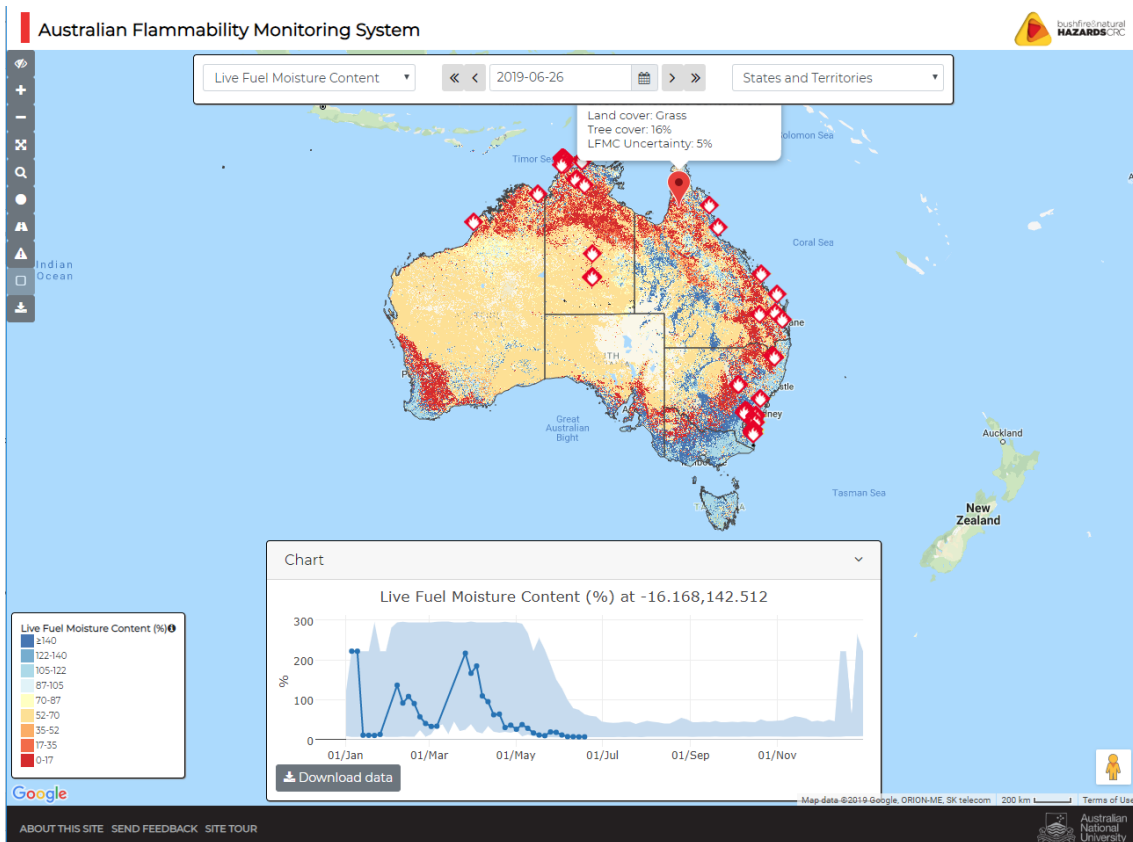 Australian Flammability Monitoring System
bushfire&natural
HAZARDSCRC
Live Fuel Moisture Content
2019-06-26
States and Territories
Land cover: Grass
Tree cover: 16%
LFMC Uncertainty: 5%
Solomon Sea
Timor Sea
Coral Sea
Indian
Ocean
Great
Australian
Bight
Auckland
Tasman Sea
New
Zealand
Chart
Live Fuel Moisture Content (%) at -16.168,142.512
300
200
100
0
%
01/Jan
01/Mar
01/May
01/Jul
01/Sep
01/Nov
Download data
Live Fuel Moisture Content (%)
≥140
122-140
105-122
87-105
70-87
52-70
35-52
17-35
0-17
Google
Map data ©2019 Google, ORION-ME, SK telecom
200 km
Terms of Use
ABOUT THIS SITE SEND FEEDBACK SITE TOUR
Australian
National
University